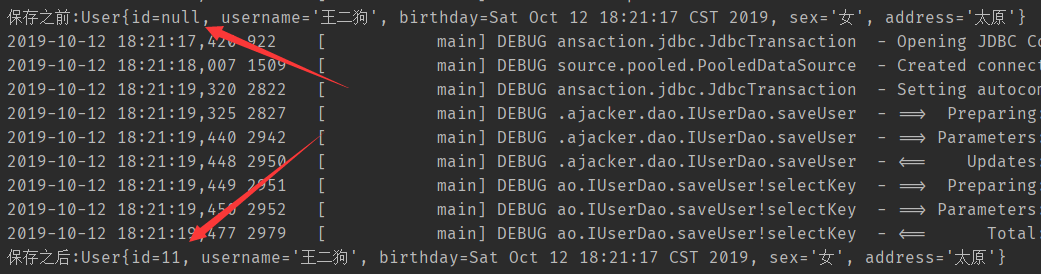 保存之前:User{id=null, username='王二狗', birthday=Sat Oct 12 18:21:17 CST 2019, sex='女', address='太原'}
2019-10-12 18:21:17,420 922    [           main] DEBUG ansaction.jdbc.JdbcTransaction  - Opening JDBC Co
2019-10-12 18:21:18,007 1509   [           main] DEBUG source.pooled.PooledDataSource  - Created connect
2019-10-12 18:21:19,320 2822   [           main] DEBUG ansaction.jdbc.JdbcTransaction  - Setting autocom
2019-10-12 18:21:19,325 2827   [           main] DEBUG .ajacker.dao.IUserDao.saveUser  - ==>  Preparing:
2019-10-12 18:21:19,440 2942   [           main] DEBUG .ajacker.dao.IUserDao.saveUser  - ==> Parameters:
2019-10-12 18:21:19,448 2950   [           main] DEBUG .ajacker.dao.IUserDao.saveUser  - <==    Updates:
2019-10-12 18:21:19,449 2951   [           main] DEBUG ao.IUserDao.saveUser!selectKey  - ==>  Preparing:
2019-10-12 18:21:19,450 2952   [           main] DEBUG ao.IUserDao.saveUser!selectKey  - ==> Parameters:
2019-10-12 18:21:19,477 2979   [           main] DEBUG ao.IUserDao.saveUser!selectKey  - <==      Total:
保存之后:User{id=11, username='王二狗', birthday=Sat Oct 12 18:21:17 CST 2019, sex='女', address='太原'}